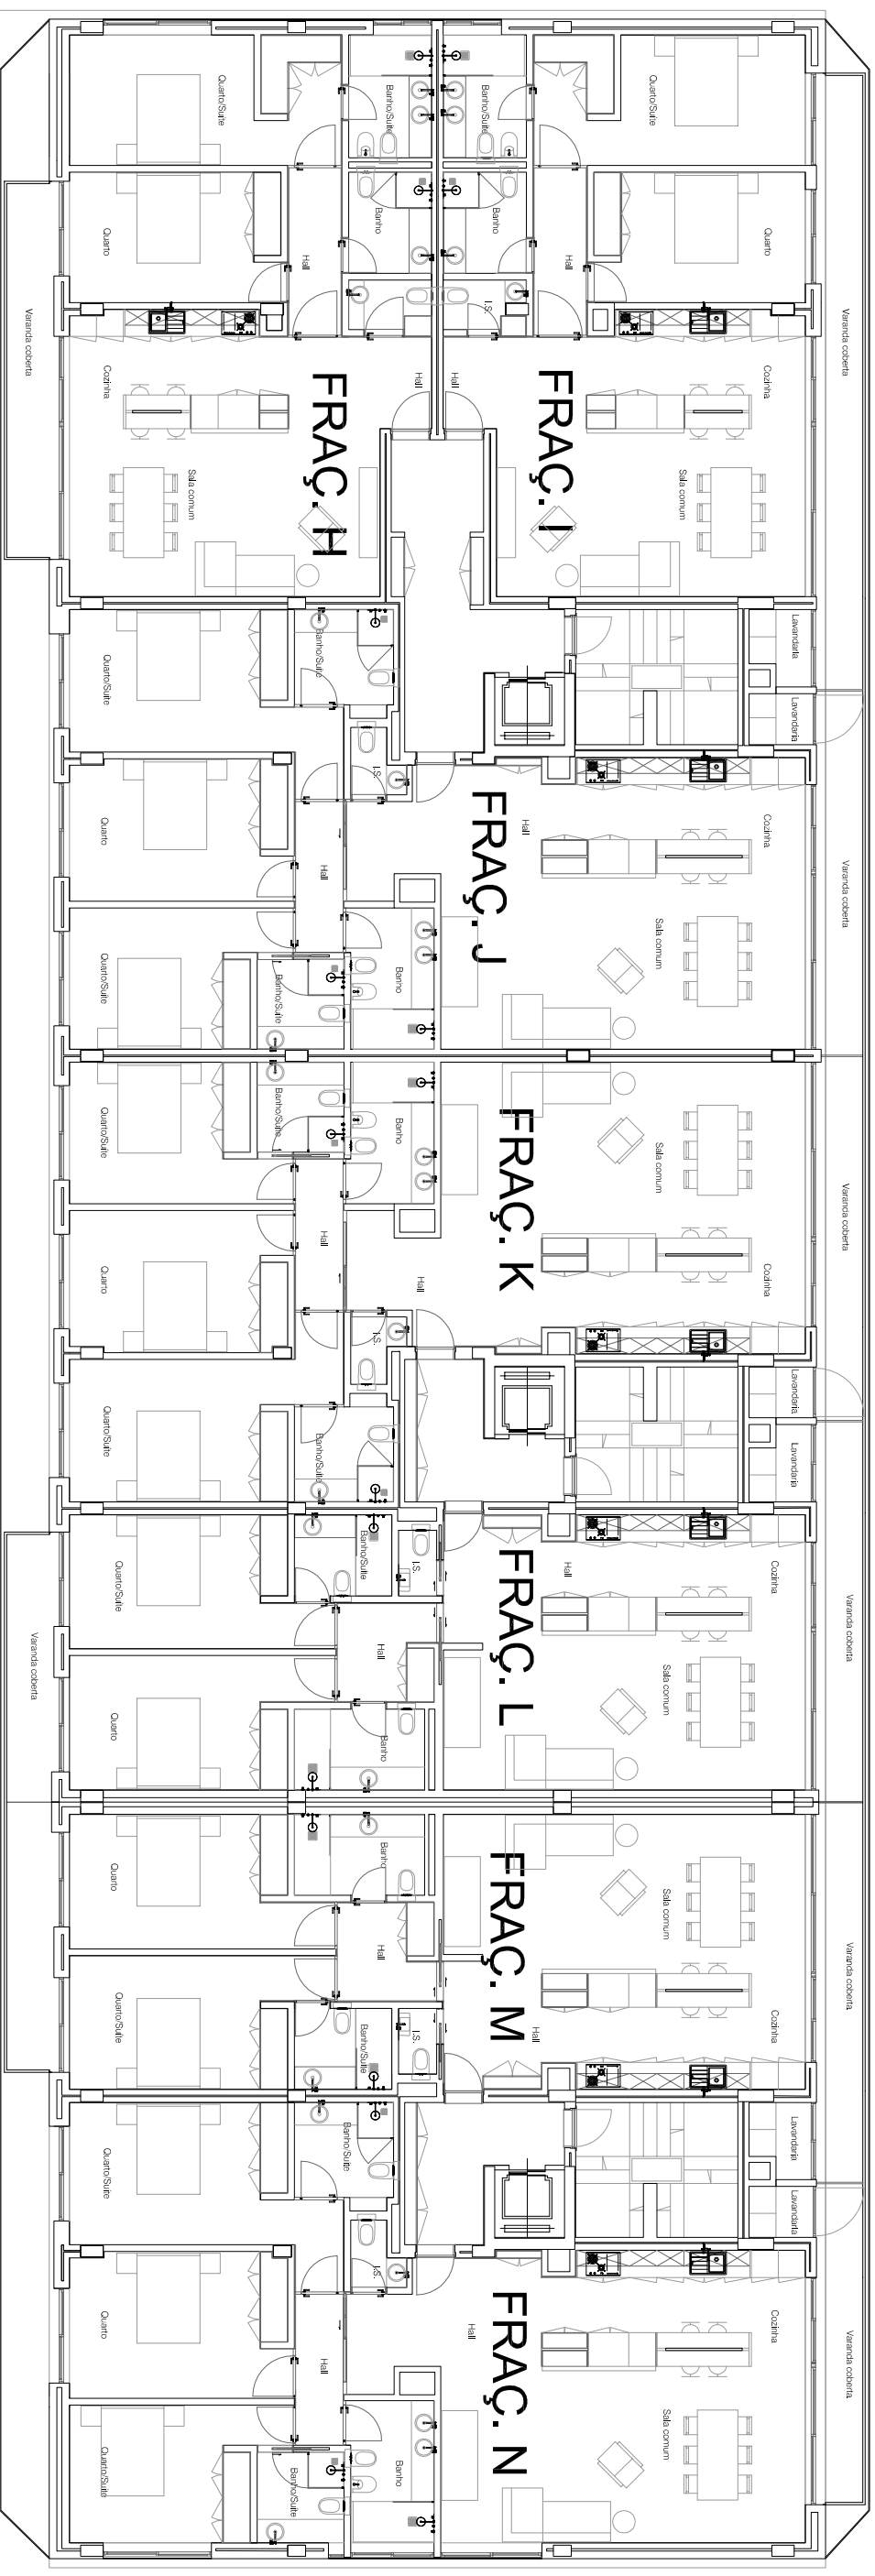 Quarto/Suite
Banho/Suite
Banho/Suite
Quarto/Suite
Quarto
Hall
Banho
Banho
Hall
Quarto
Varanda coberta
I.S.
Varanda coberta
Cozinha
Hall
Hall
Cozinha
FRAÇ. H
FRAÇ. I
Sala comum
Sala comum
Quarto/Suite
Banho/Suite
Lavandaria
Lavandaria
Quarto
I.S.
Hall
Cozinha
FRAÇ. J
Hall
Varanda coberta
Sala comum
Quarto/Suite
Banho/Suite
Banho
Quarto/Suite
Banho/Suite
Banho
FRAÇ. K
Sala comum
Varanda coberta
Quarto
Hall
Hall
Cozinha
I.S.
Quarto/Suite
Banho/Suite
Lavandaria
Lavandaria
Quarto/Suite
Banho/Suite
I.S.
FRAÇ. L
Hall
Cozinha
Varanda coberta
Varanda coberta
Hall
Sala comum
Quarto
Banho
Quarto
Banho
FRAÇ. M
Sala comum
Varanda coberta
Hall
Quarto/Suite
Banho/Suite
I.S.
Hall
Cozinha
Quarto/Suite
Banho/Suite
Lavandaria
Lavandaria
Quarto
I.S.
Hall
FRAÇ. N
Cozinha
Varanda coberta
Hall
Sala comum
Quarto/Suite
Banho/Suite
Banho